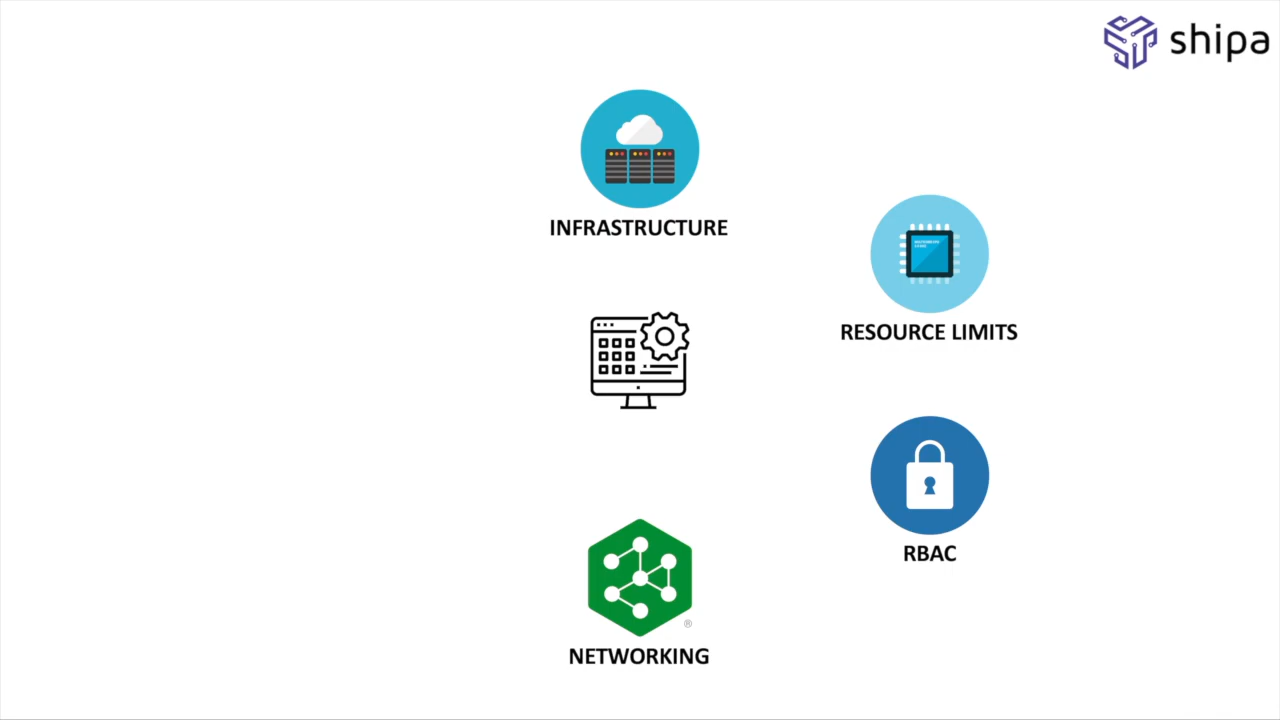 shipa
INFRASTRUCTURE
RESOURCE LIMITS
RBAC
NETWORKING
®